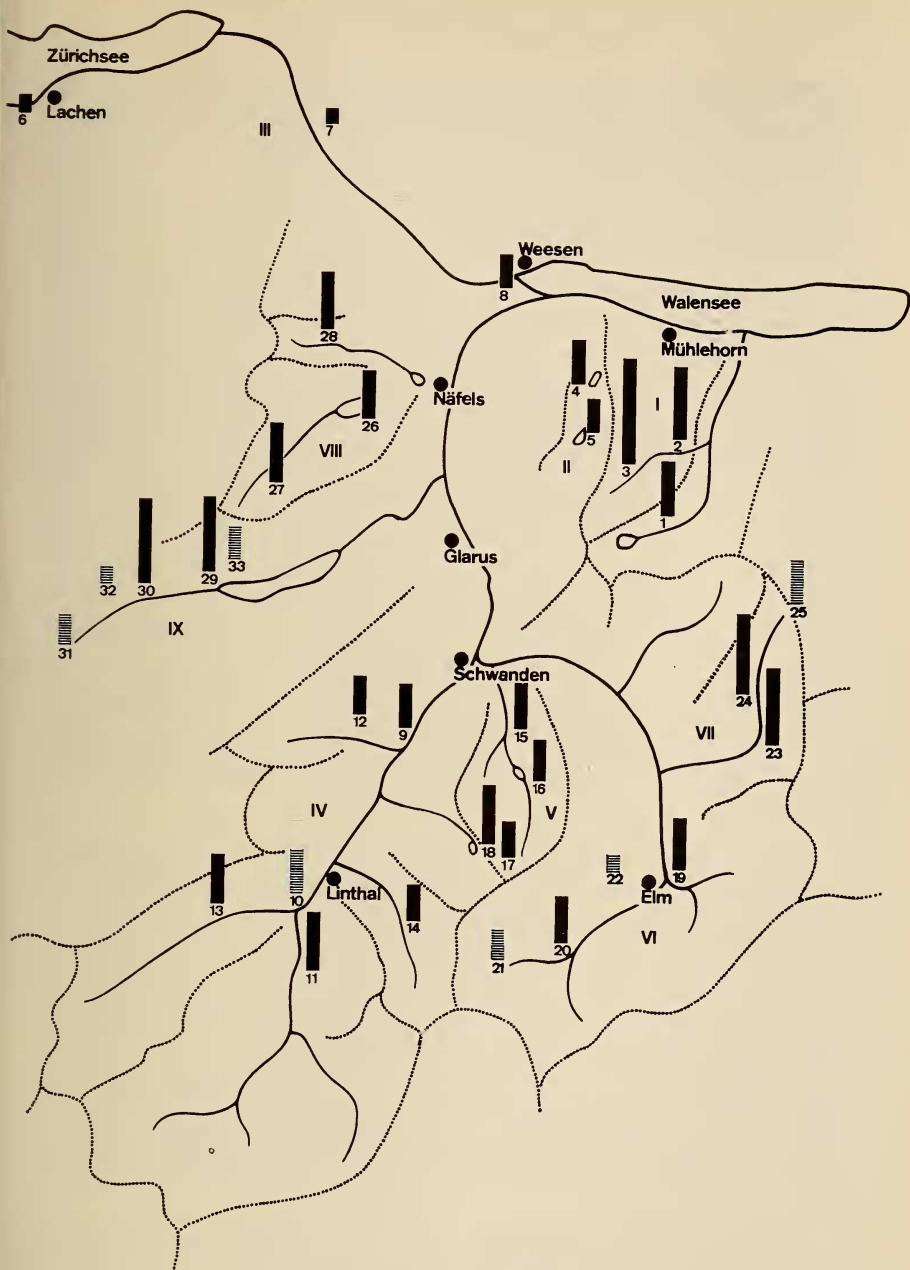 Zürichsee
Lachen
6
7
III
Weesen
8
Walensee
Mühlehorn
28
4
I
Näfels
26
5
2
VIII
II
3
27
1
33
Glarus
32
30
29
25
31
IX
Schwanden
24
12
9
15
VII
23
16
IV
V
18
17
19
22
13
10
Linthal
14
Elm
VI
20
21
11